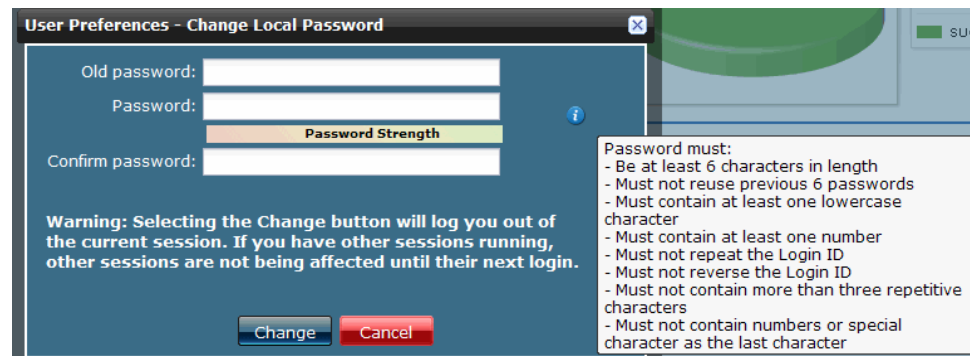 User Preferences - Change Local Password
Old password:
Password:
Password Strength
Confirm password:
Warning: Selecting the Change button will log you out of
the current session. If you have other sessions running,
other sessions are not being affected until their next login.
Change
Cancel
Password must:
- Be at least 6 characters in length
- Must not reuse previous 6 passwords
- Must contain at least one lowercase
character
- Must contain at least one number
- Must not repeat the Login ID
- Must not reverse the Login ID
- Must not contain more than three repetitive
characters
- Must not contain numbers or special
character as the last character